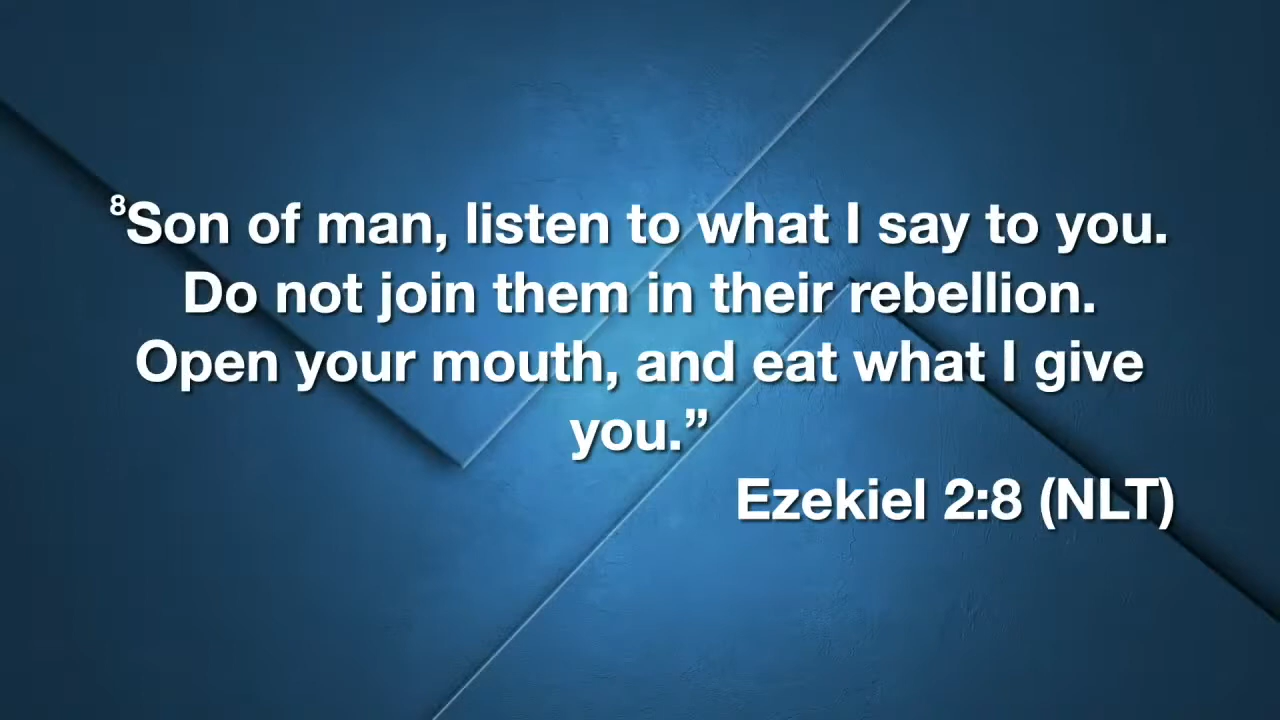 ⁸Son of man, listen to what I say to you.
Do not join them in their rebellion.
Open your mouth, and eat what I give
you.”
Ezekiel 2:8 (NLT)